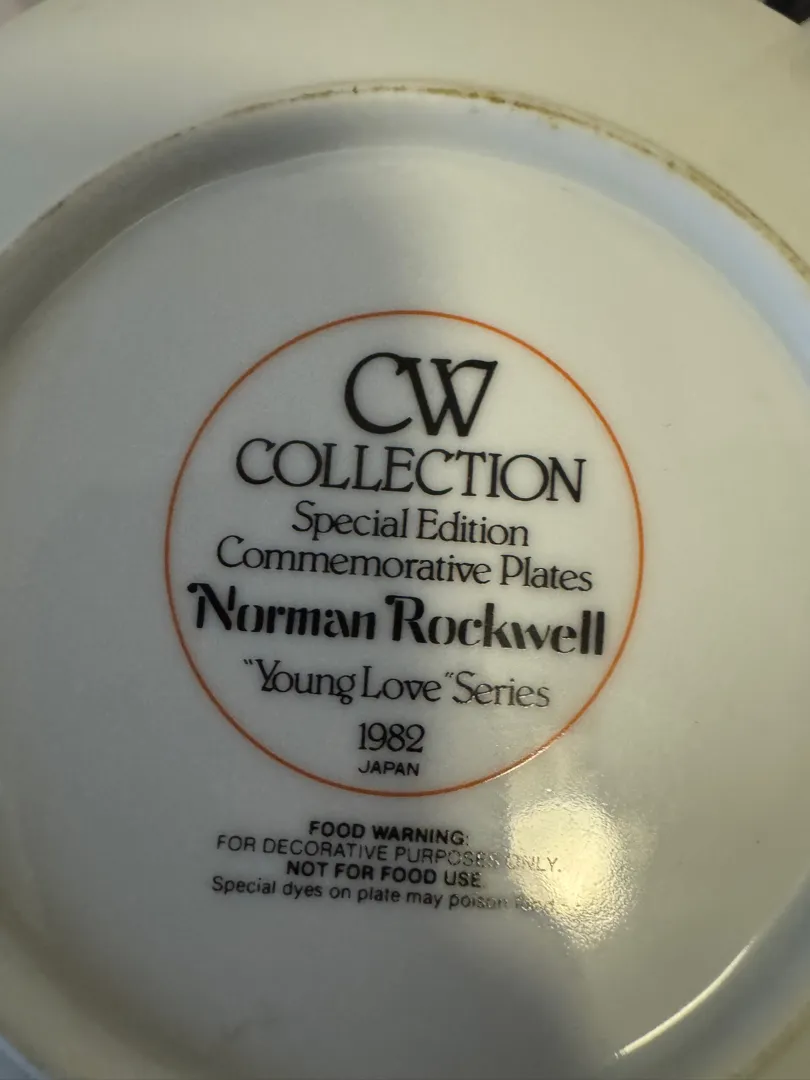 CW
COLLECTION
Special Edition
Commemorative Plates
Norman Rockwell
"Young Love" Series
1982
JAPAN
FOOD WARNING:
FOR DECORATIVE PURPOSES ONLY.
NOT FOR FOOD USE.
Special dyes on plate may poison food.